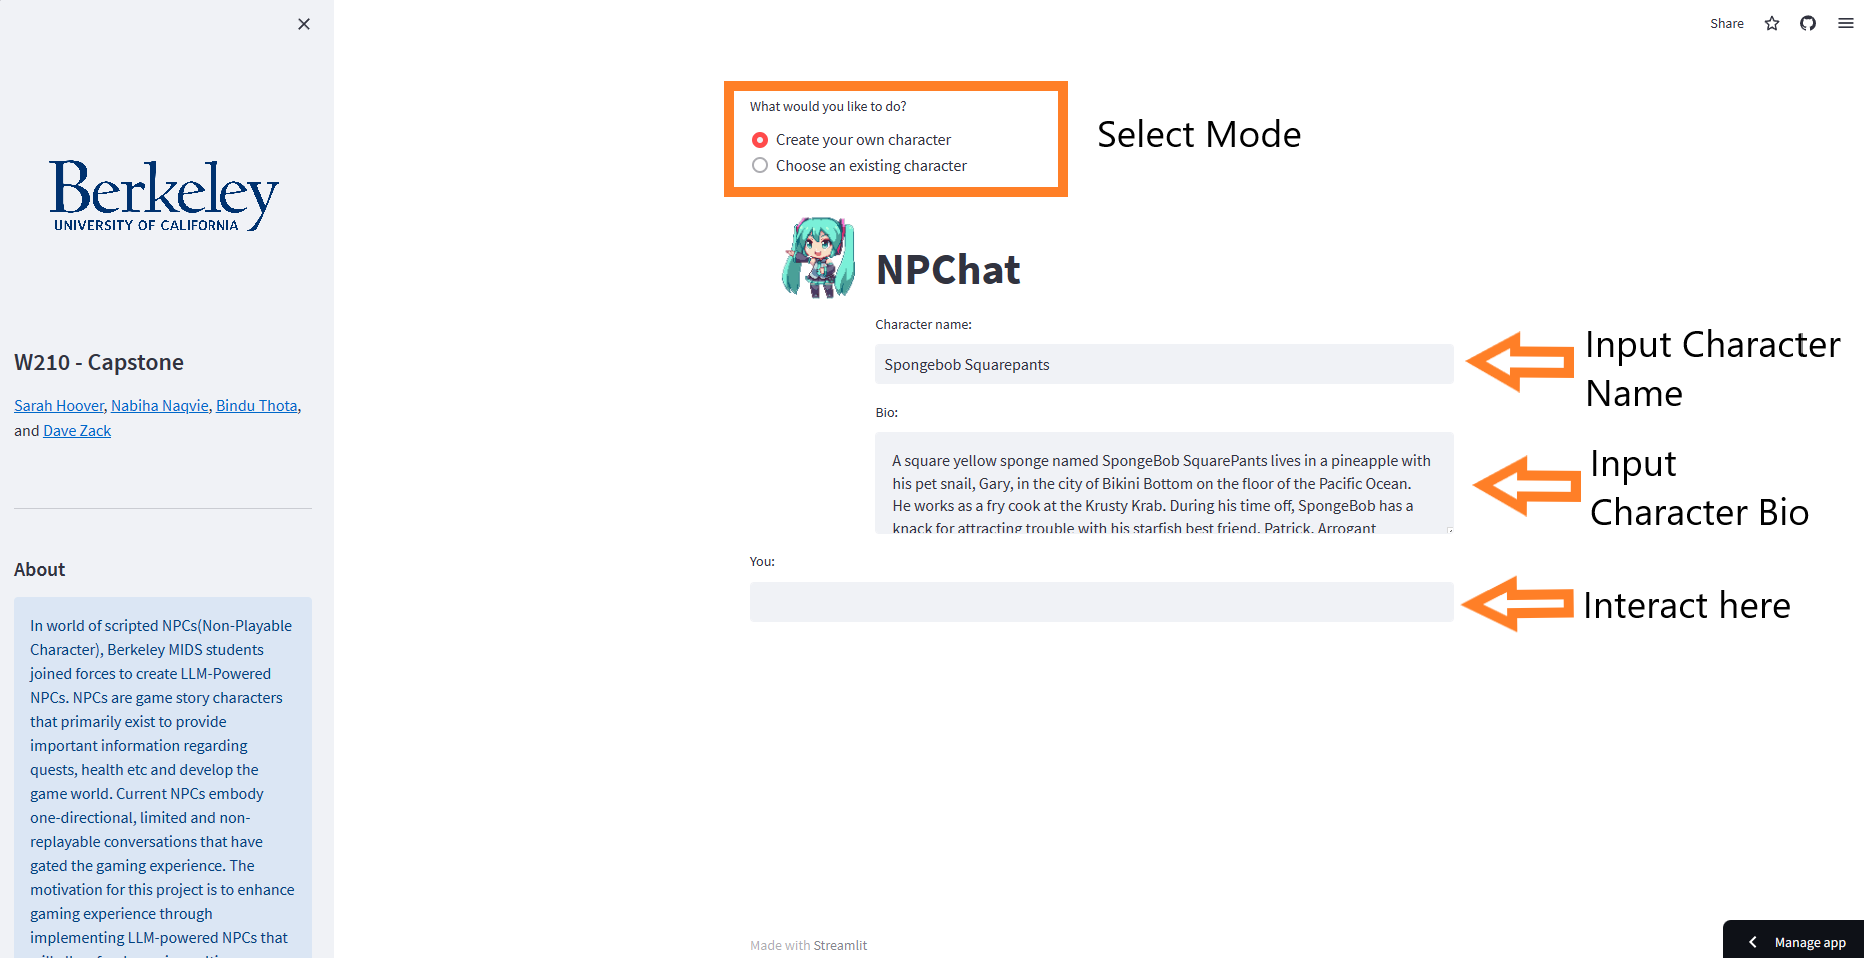 Berkeley
UNIVERSITY OF CALIFORNIA
W210 - Capstone
Sarah Hoover, Nabiha Naqvie, Bindu Thota,
and Dave Zack
About
In world of scripted NPCs(Non-Playable
Character), Berkeley MIDS students
joined forces to create LLM-Powered
NPCs. NPCs are game story characters
that primarily exist to provide
important information regarding
quests, health etc and develop the
game world. Current NPCs embody
one-directional, limited and non-
replayable conversations that have
gated the gaming experience. The
motivation for this project is to enhance
gaming experience through
implementing LLM-powered NPCs that
Share
What would you like to do?
Create your own character
Choose an existing character
Select Mode
NPChat
Character name:
Spongebob Squarepants
Input Character
Name
Bio:
A square yellow sponge named SpongeBob SquarePants lives in a pineapple with
his pet snail, Gary, in the city of Bikini Bottom on the floor of the Pacific Ocean.
He works as a fry cook at the Krusty Krab. During his time off, SpongeBob has a
knack for attracting trouble with his starfish best friend, Patrick. Arrogant
Input
Character Bio
You:
Interact here
Made with Streamlit
Manage app